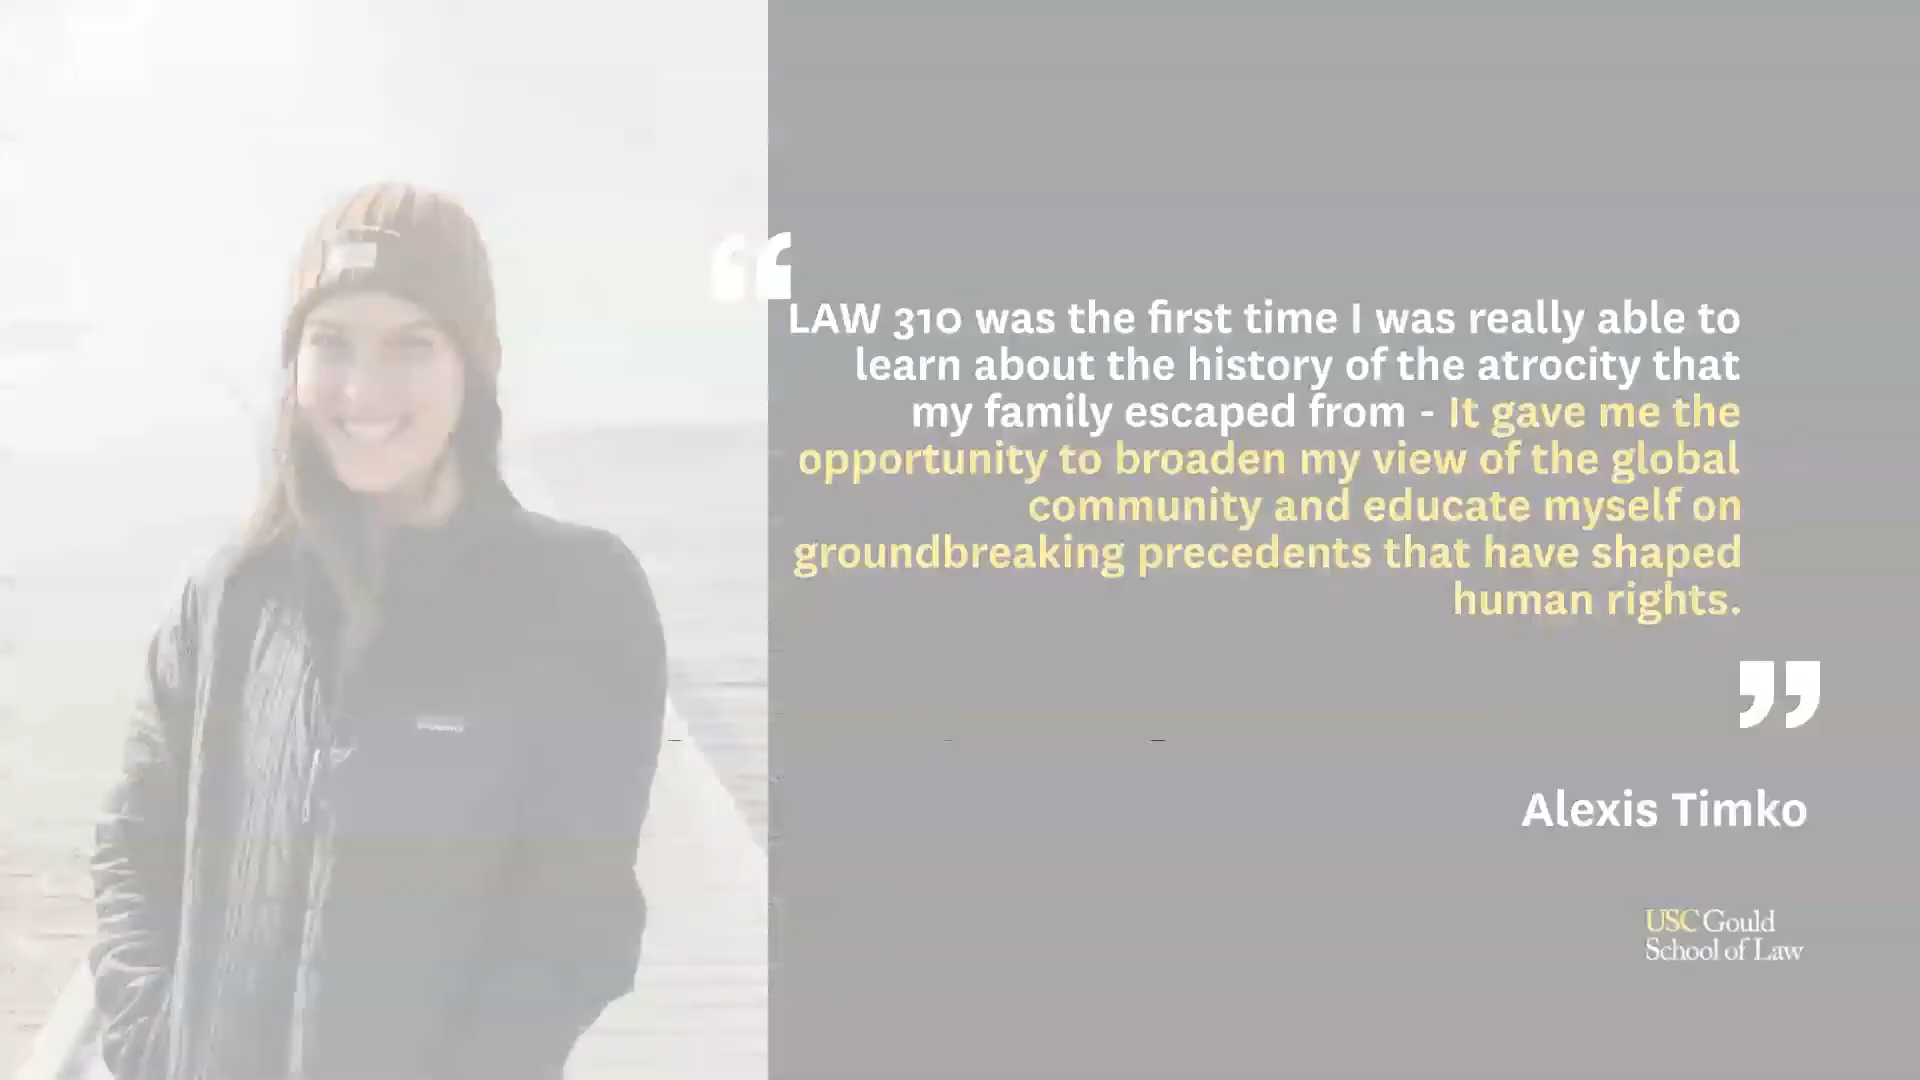 “
LAW 310 was the first time I was really able to
learn about the history of the atrocity that
my family escaped from - It gave me the
opportunity to broaden my view of the global
community and educate myself on
groundbreaking precedents that have shaped
human rights.
”
Alexis Timko
USC Gould
School of Law